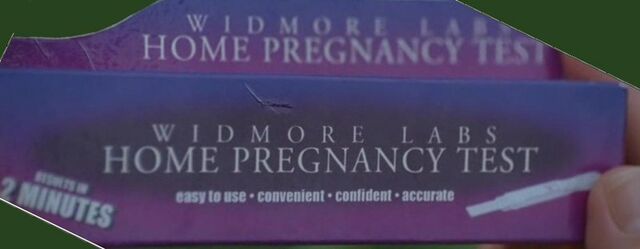 WIDMORE LABS
HOME PREGNANCY TEST
WIDMORE LABS
HOME PREGNANCY TEST
easy to use • convenient • confident • accurate
RESULTS IN
2 MINUTES